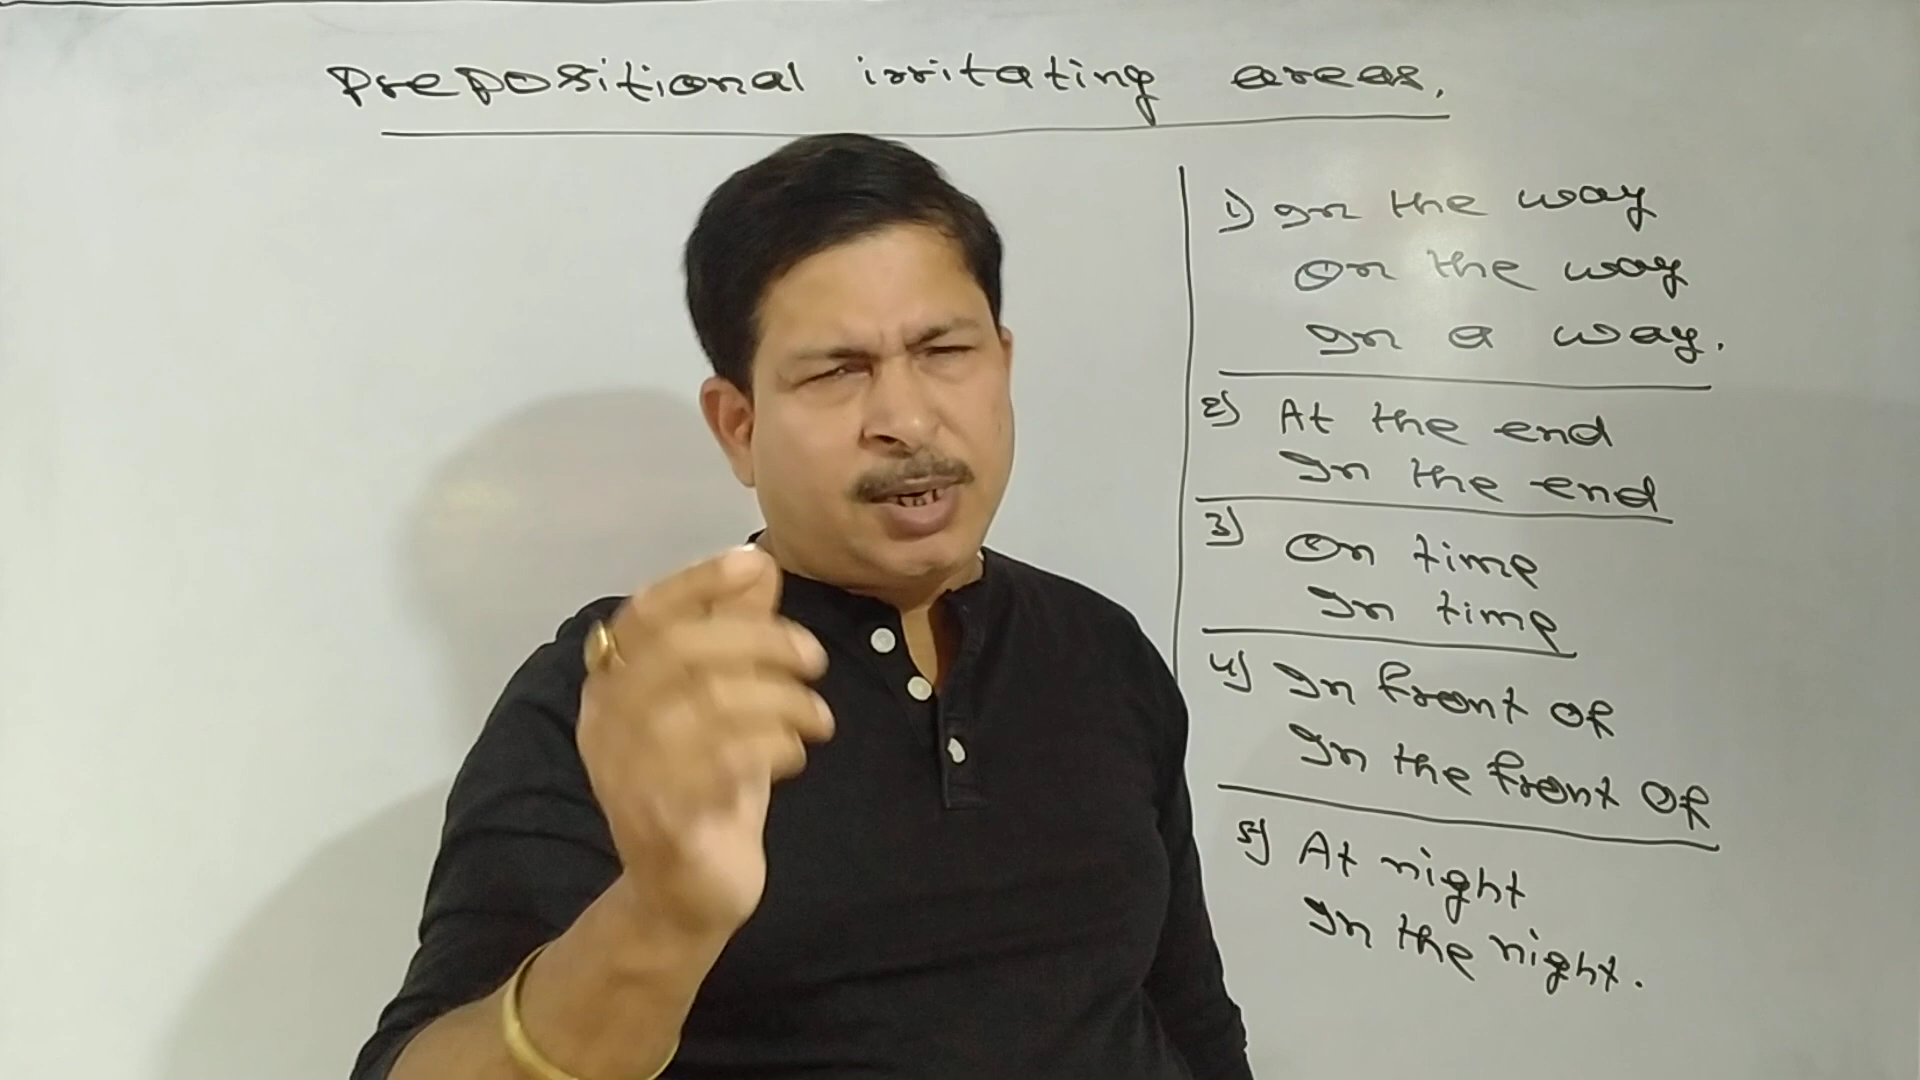 Prepositional irritating areas.
1) In the way
On the way
In a way.
2) At the end
In the end
3) On time
In time
4) In front of
In the front of
5) At night
In the night.